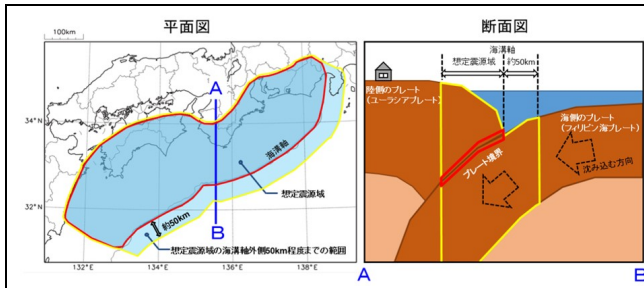 平面図
100km
A
34°N
海溝軸
想定震源域
32°N
約50km
B
想定震源域の海溝軸外側50km程度までの範囲
132°E
134°E
136°E
138°E
断面図
海溝軸
想定震源域
約50km
陸側のプレート
(ユーラシアプレート)
海側のプレート
(フィリピン海プレート)
プレート境界
沈み込む方向
A
B